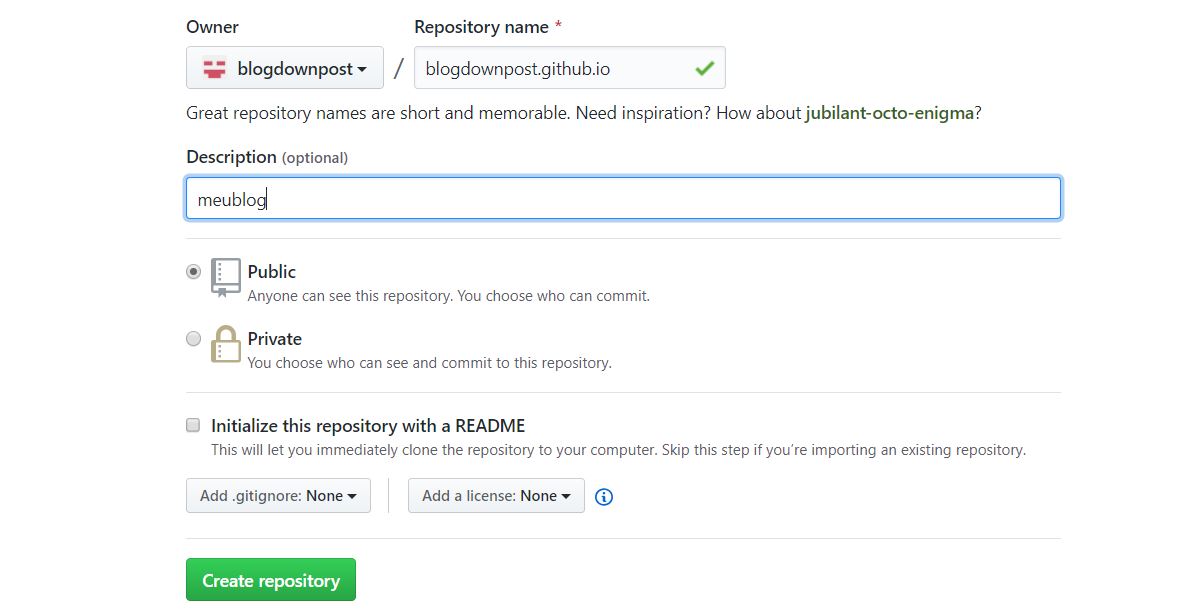 Owner
Repository name *
blogdownpost / blogdownpost.github.io
Great repository names are short and memorable. Need inspiration? How about jubilant-octo-enigma?
Description (optional)
meublog
Public
Anyone can see this repository. You choose who can commit.
Private
You choose who can see and commit to this repository.
Initialize this repository with a README
This will let you immediately clone the repository to your computer. Skip this step if you’re importing an existing repository.
Add .gitignore: None
Add a license: None
Create repository